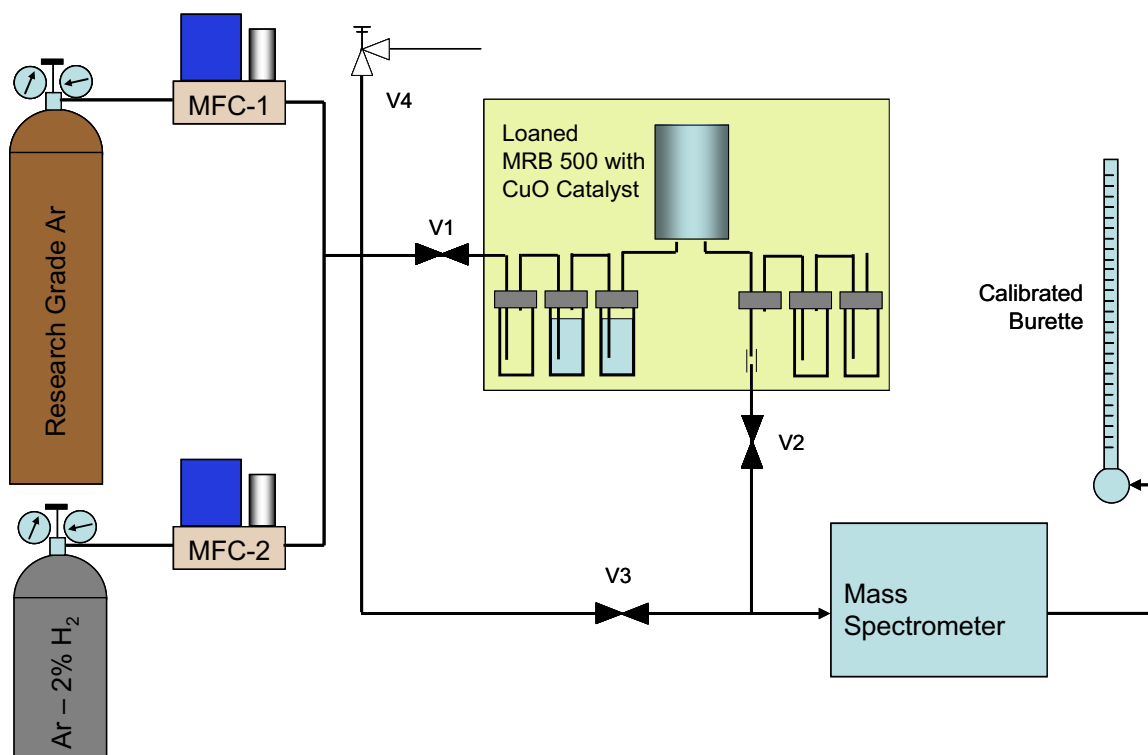 MFC-1
V4
Loaned
MRB 500 with
CuO Catalyst
Research Grade Ar
V1
Calibrated
Burette
V2
MFC-2
V3
Mass
Spectrometer
Ar – 2% H₂